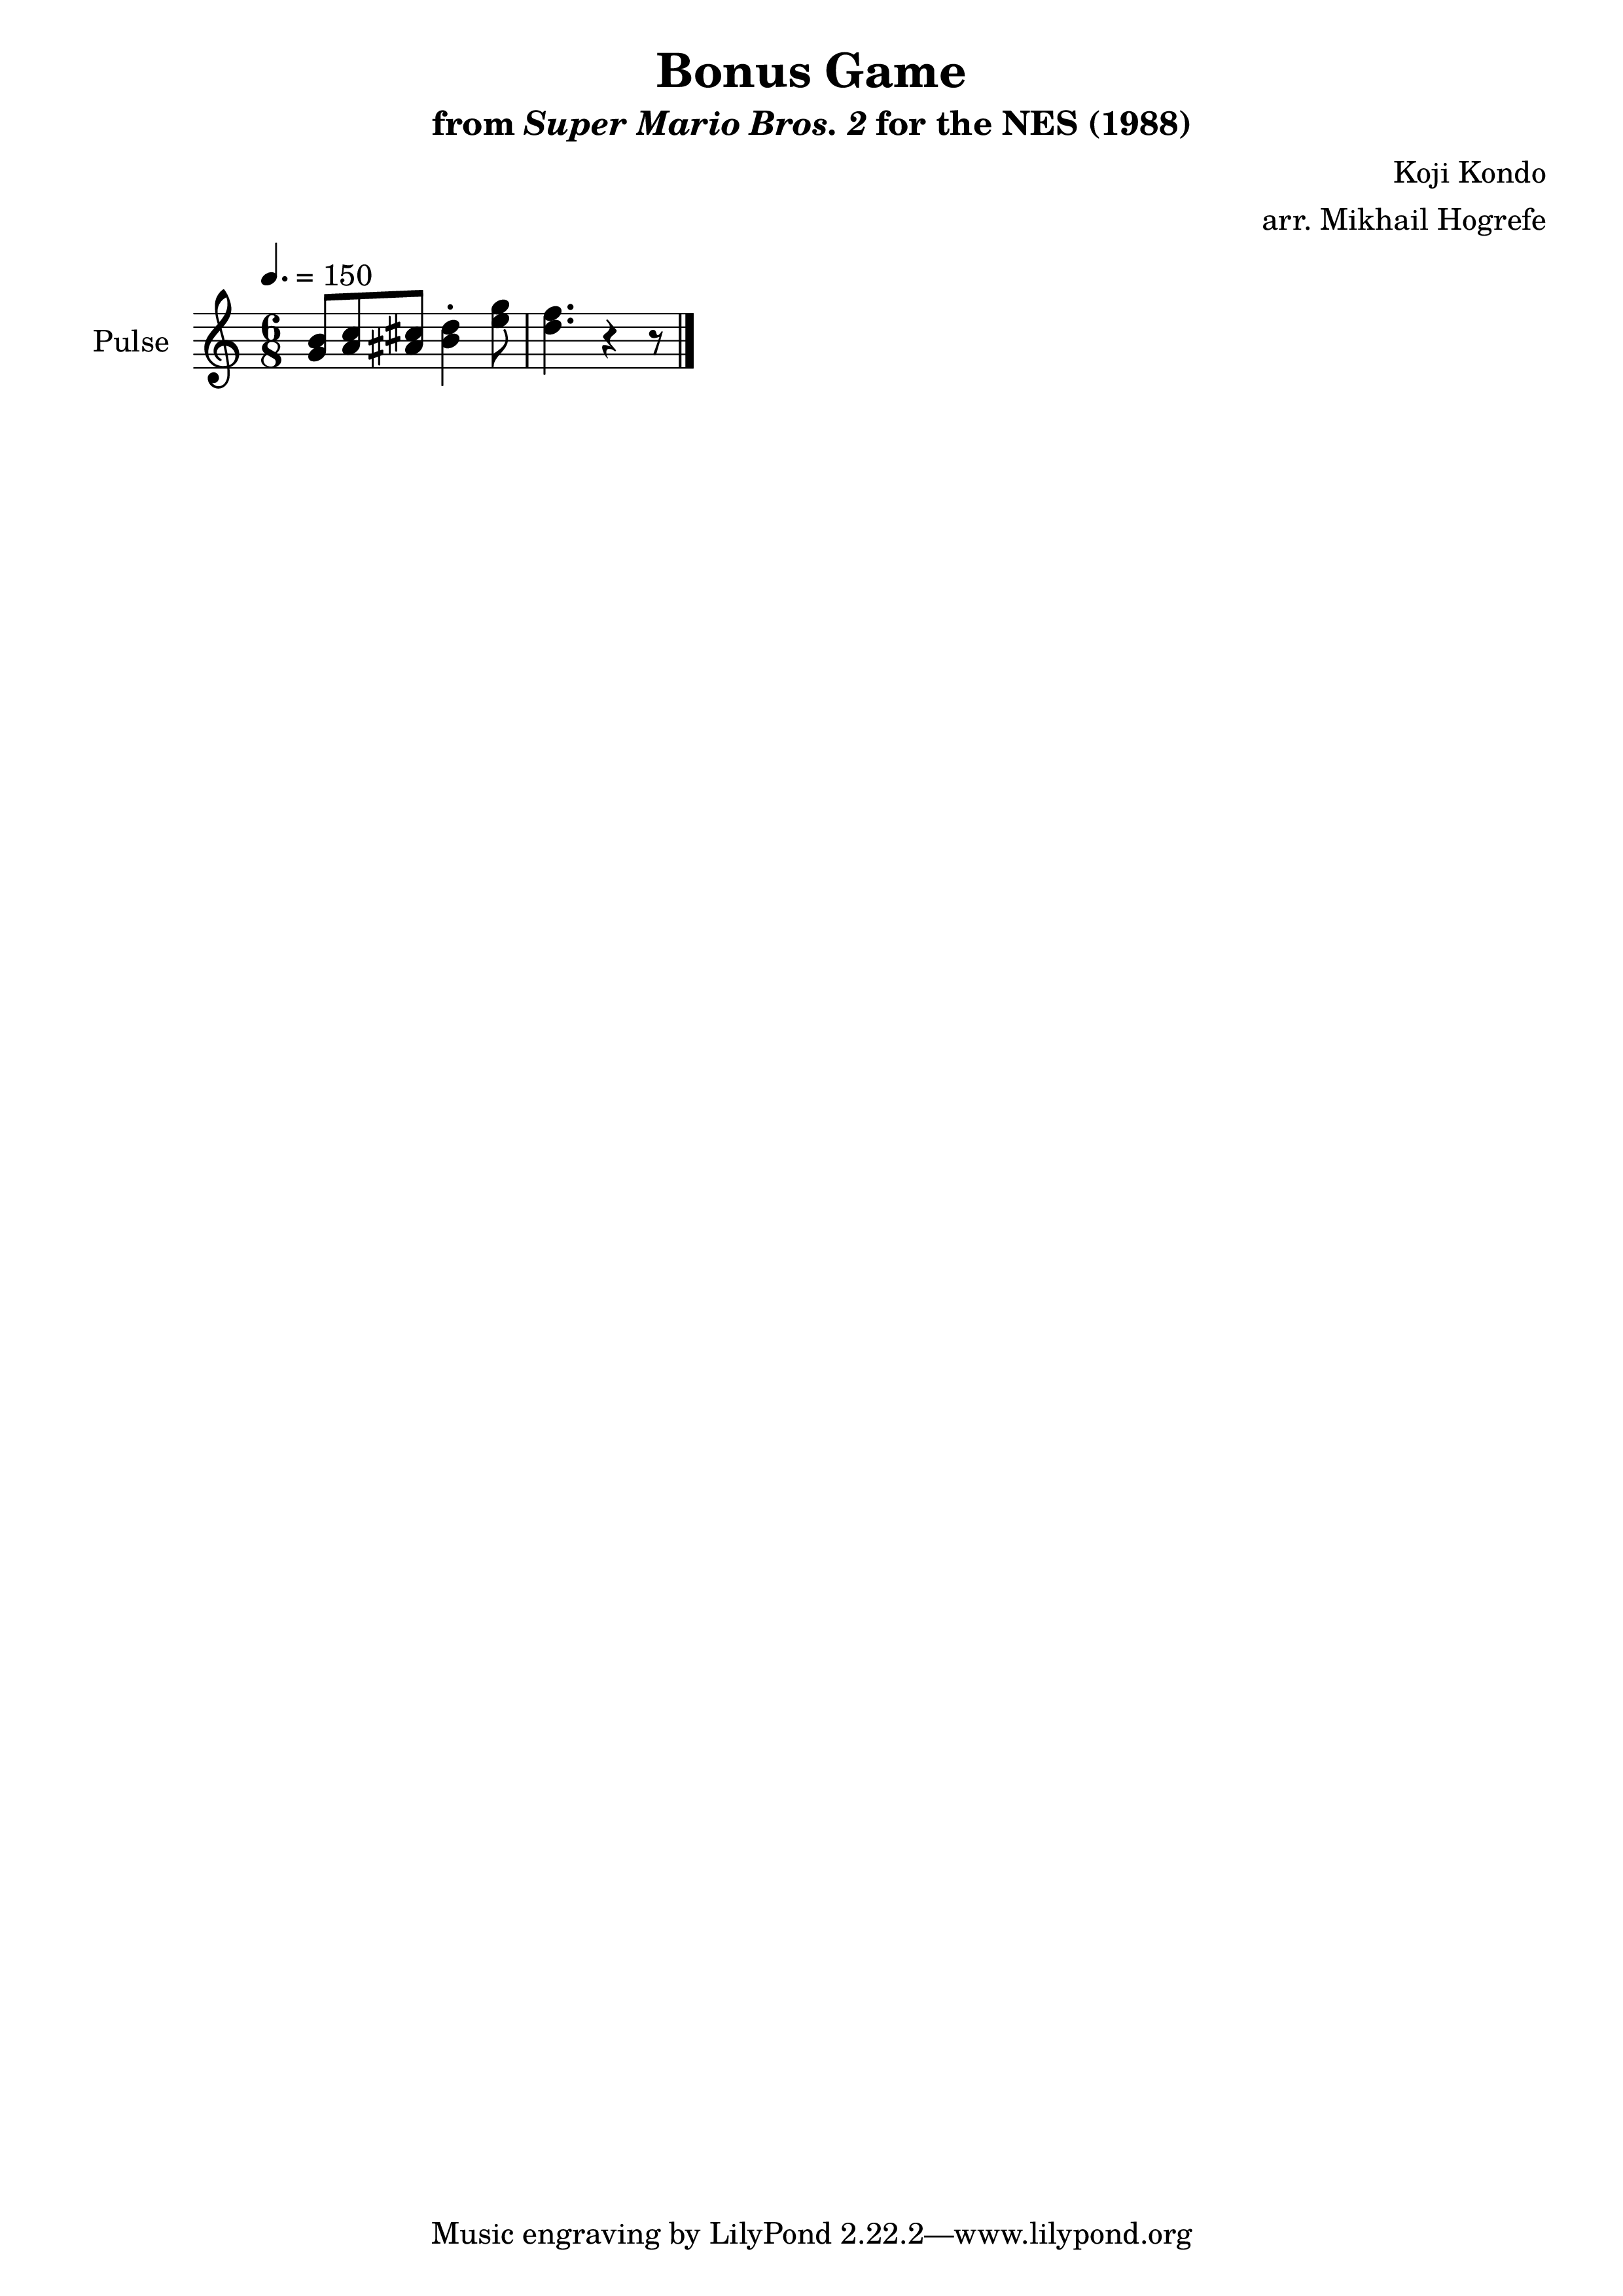 Bonus Game
from Super Mario Bros. 2 for the NES (1988)
Koji Kondo
arr. Mikhail Hogrefe
♩. = 150
Pulse
6
8
Music engraving by LilyPond 2.22.2—www.lilypond.org